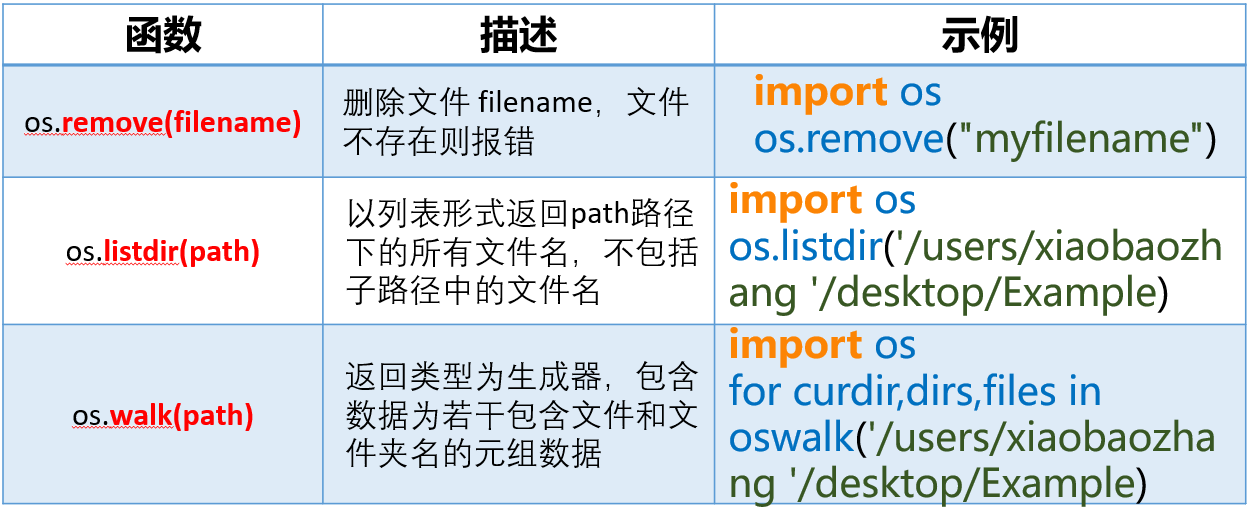 函数
描述
示例
os.remove(filename)
删除文件 filename，文件
不存在则报错
import os
os.remove("myfilename")
os.listdir(path)
以列表形式返回path路径
下的所有文件名，不包括
子路径中的文件名
import os
os.listdir('/users/xiaobaozh
ang '/desktop/Example)
os.walk(path)
返回类型为生成器，包含
数据为若干包含文件和文
件夹名的元组数据
import os
for curdir,dirs,files in
oswalk('/users/xiaobaozha
ng '/desktop/Example)